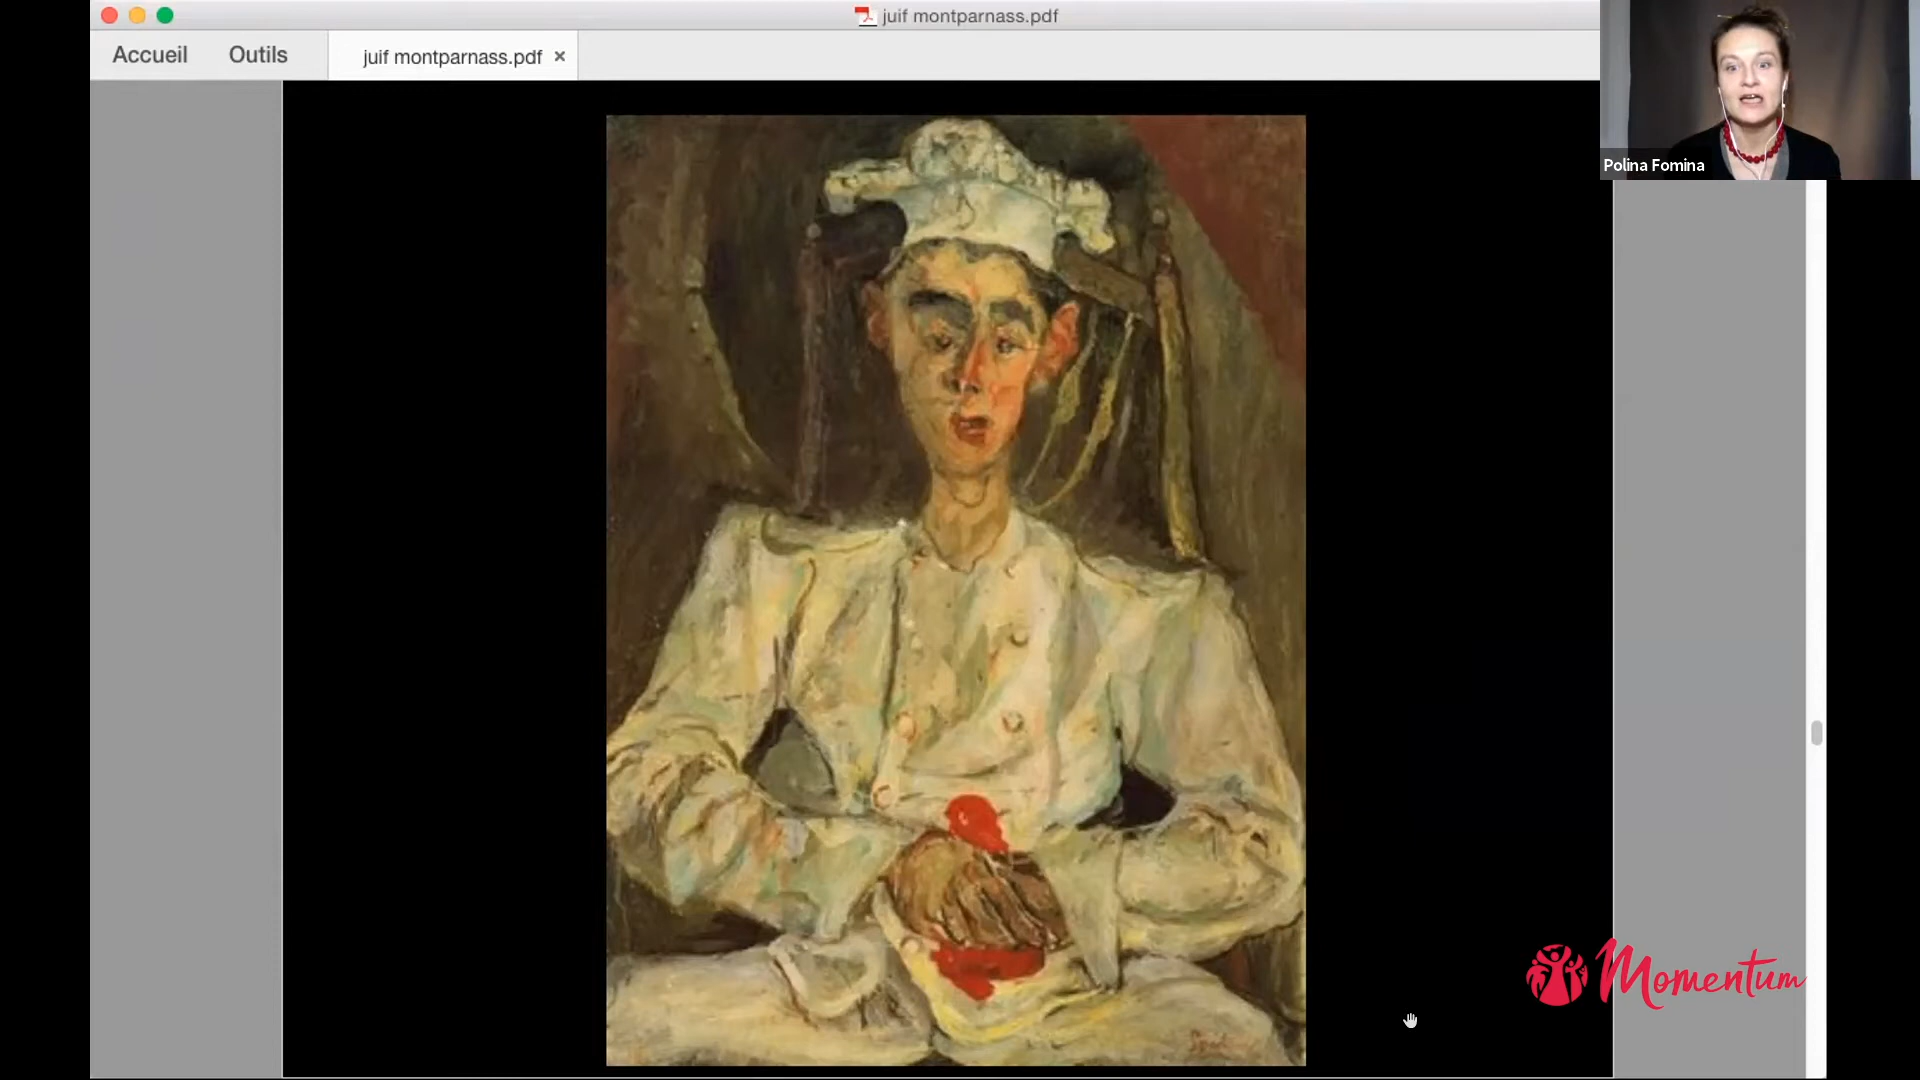 juif montparnass.pdf
Accueil Outils juif montparnass.pdf
Polina Fomina
Momentum